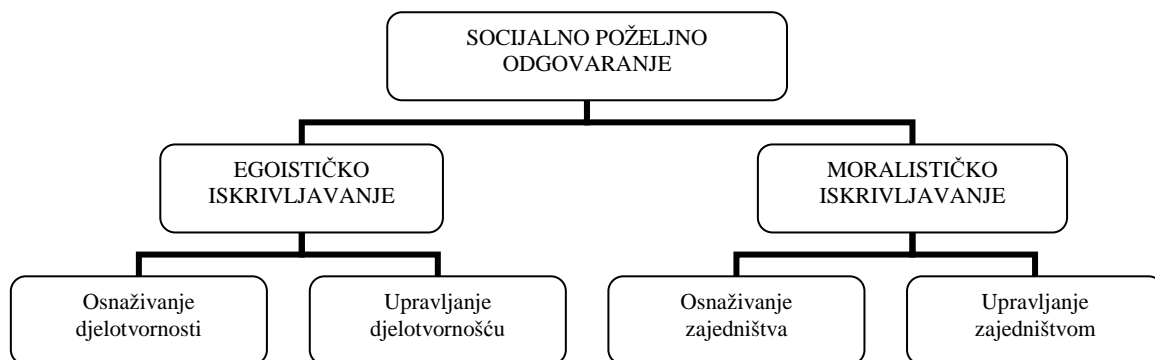 SOCIJALNO POŽELJNO
ODGOVARANJE
EGOISTIČKO
ISKRIVLJAVANJE
MORALISTIČKO
ISKRIVLJAVANJE
Osnaživanje
djelotvornosti
Upravljanje
djelotvornošću
Osnaživanje
zajedništva
Upravljanje
zajedništvom